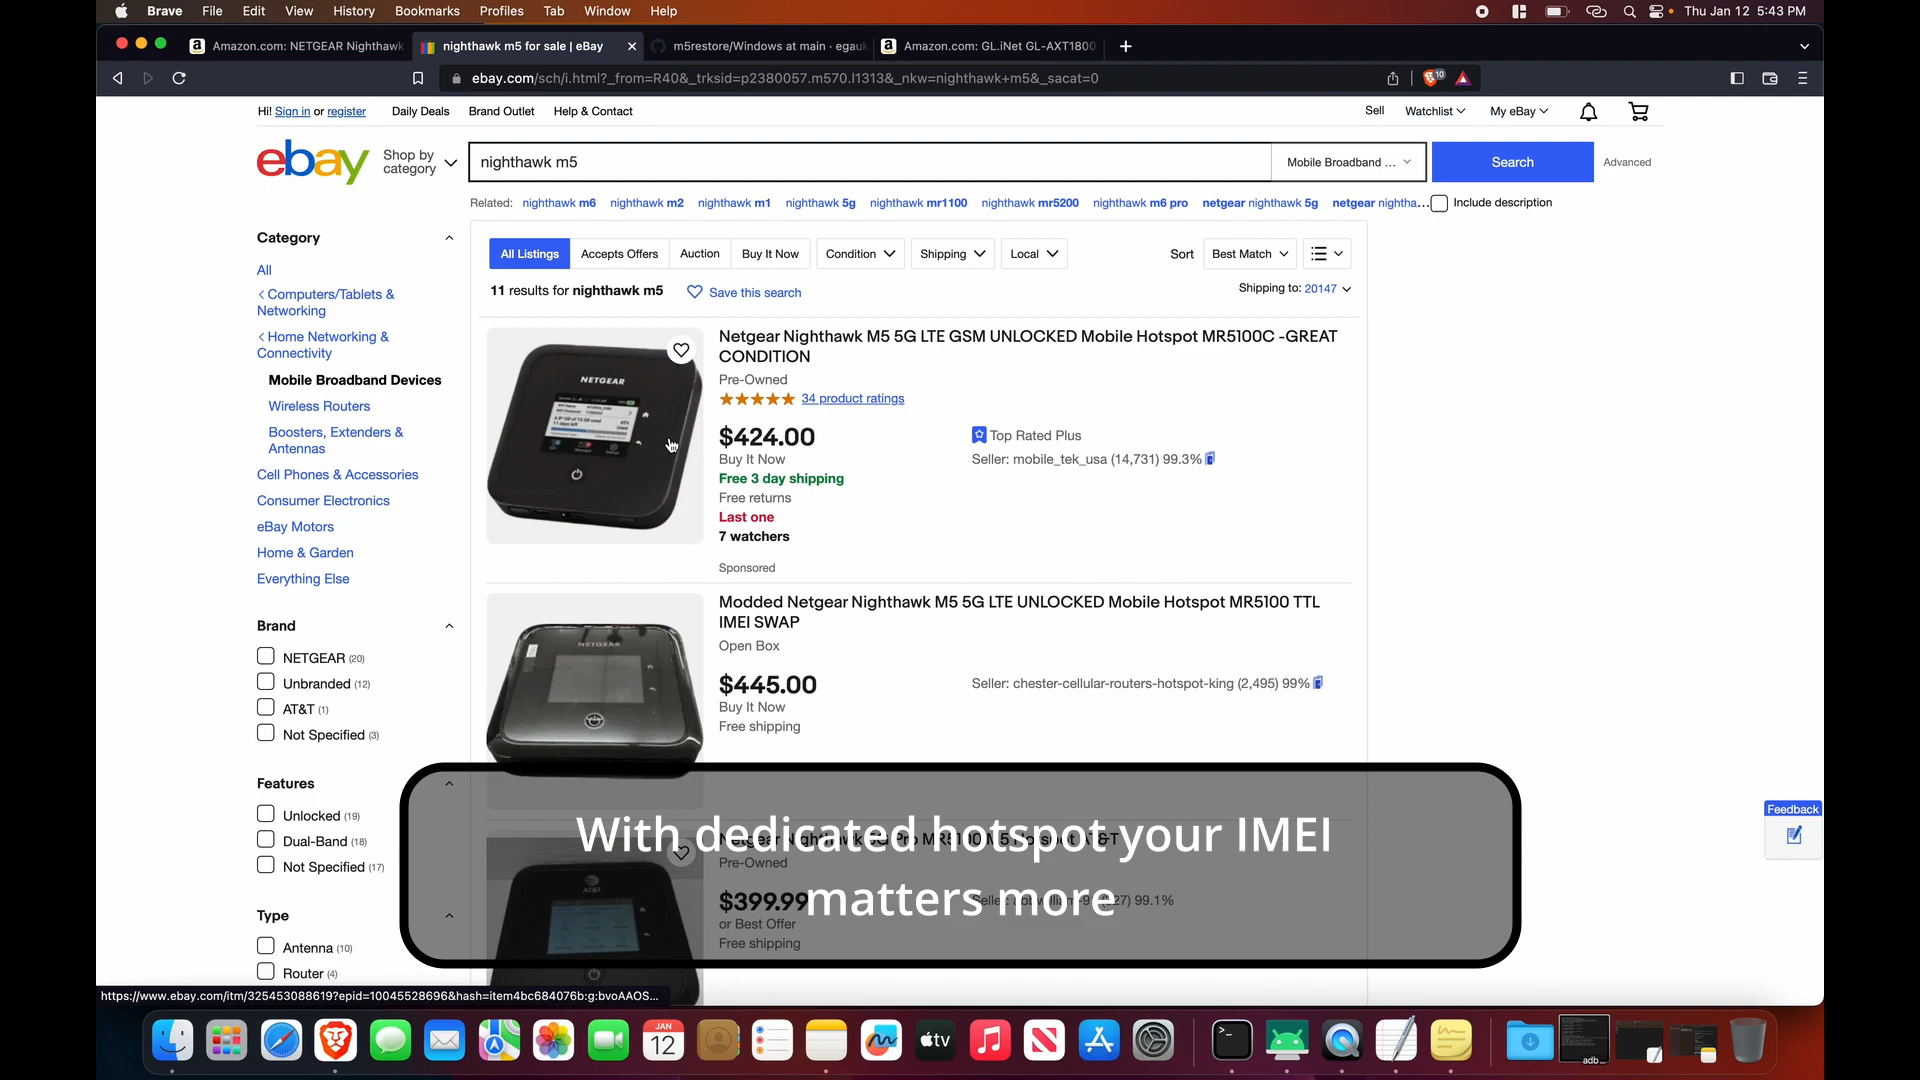 Brave File Edit View History Bookmarks Profiles Tab Window Help
Thu Jan 12 5:43 PM
Amazon.com: NETGEAR Nighthawk
nighthawk m5 for sale | eBay
m5restore/Windows at main · egauk
Amazon.com: GL.iNet GL-AXT1800
ebay.com/sch/i.html?_from=R40&_trksid=p2380057.m570.l1313&_nkw=nighthawk+m5&_sacat=0
10
Hi! Sign in or register Daily Deals Brand Outlet Help & Contact
Sell Watchlist My eBay
ebay
Shop by
category
nighthawk m5
Mobile Broadband ...
Search
Advanced
Related: nighthawk m6 nighthawk m2 nighthawk m1 nighthawk 5g nighthawk mr1100 nighthawk mr5200 nighthawk m6 pro netgear nighthawk 5g netgear nightha...
Include description
Category
All
Computers/Tablets &
Networking
Home Networking &
Connectivity
Mobile Broadband Devices
Wireless Routers
Boosters, Extenders &
Antennas
Cell Phones & Accessories
Consumer Electronics
eBay Motors
Home & Garden
Everything Else
Brand
NETGEAR (20)
Unbranded (12)
AT&T (1)
Not Specified (3)
Features
Unlocked (19)
Dual-Band (18)
Not Specified (17)
Type
Antenna (10)
Router (4)
All Listings Accepts Offers Auction Buy It Now Condition Shipping Local
Sort Best Match
11 results for nighthawk m5 Save this search
Shipping to: 20147
NETGEAR
Netgear Nighthawk M5 5G LTE GSM UNLOCKED Mobile Hotspot MR5100C -GREAT
CONDITION
Pre-Owned
34 product ratings
$424.00
Buy It Now
Free 3 day shipping
Free returns
Last one
7 watchers
Sponsored
Top Rated Plus
Seller: mobile_tek_usa (14,731) 99.3%
NETGEAR
Modded Netgear Nighthawk M5 5G LTE UNLOCKED Mobile Hotspot MR5100 TTL
IMEI SWAP
Open Box
$445.00
Buy It Now
Free shipping
Seller: chester-cellular-routers-hotspot-king (2,495) 99%
With dedicated hotspot your IMEI
matters more
AT&T
Pre-Owned
$399.99
or Best Offer
Free shipping
99.1%
Feedback
https://www.ebay.com/itm/325453088619?epid=10045528696&hash=item4bc684076b:g:bvoAAOS...
JAN
12
tv
adb...